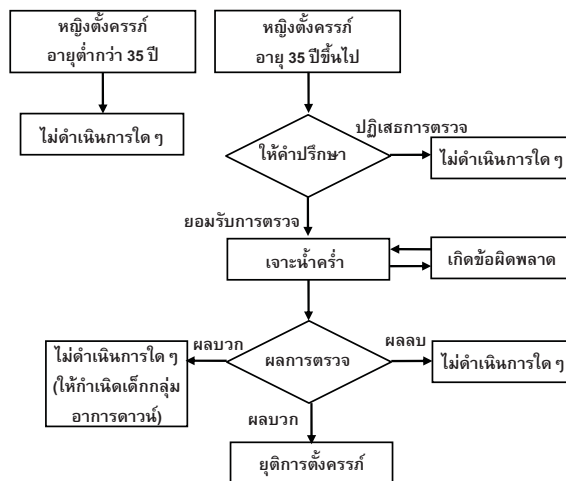 หญิงตั้งครรภ์
อายุต่ำกว่า 35 ปี
หญิงตั้งครรภ์
อายุ 35 ปีขึ้นไป
ไม่ดำเนินการใด ๆ
ให้คำปรึกษา
ปฏิเสธการตรวจ
ไม่ดำเนินการใด ๆ
ยอมรับการตรวจ
เจาะน้ำคร่ำ
เกิดข้อผิดพลาด
ไม่ดำเนินการใด ๆ
(ให้กำเนิดเด็กกลุ่ม
อาการดาวน์)
ผลบวก
ผลการตรวจ
ผลลบ
ไม่ดำเนินการใด ๆ
ผลบวก
ยุติการตั้งครรภ์